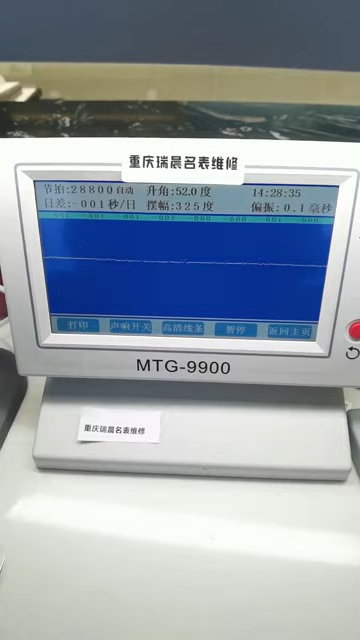 重庆瑞晨名表维修
节拍:28800自动 升角:52.0度 14:28:35
日差:-001秒/日 摆幅:325度 偏振:0.1毫秒
打印 声响开关 高清线条 暂停 返回主页
MTG-9900
重庆瑞晨名表维修